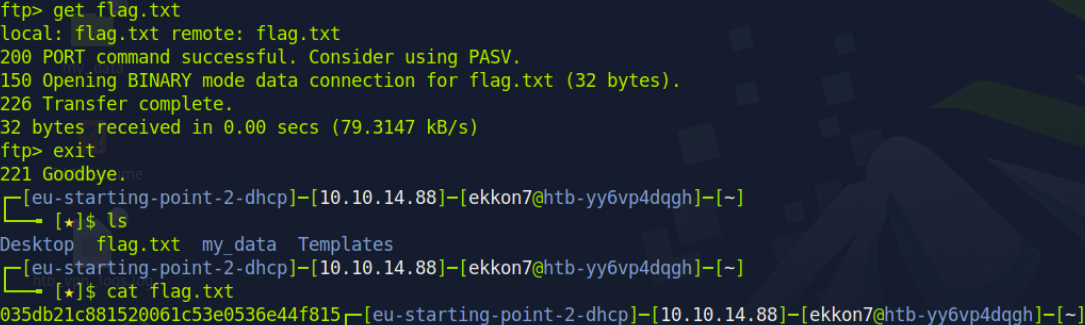 ftp> get flag.txt
local: flag.txt remote: flag.txt
200 PORT command successful. Consider using PASV.
150 Opening BINARY mode data connection for flag.txt (32 bytes).
226 Transfer complete.
32 bytes received in 0.00 secs (79.3147 kB/s)
ftp> exit
221 Goodbye.
┌─[eu-starting-point-2-dhcp]─[10.10.14.88]─[ekkon7@htb-yy6vp4dqgh]─[~]
└──╼ [★]$ ls
Desktop  flag.txt  my_data  Templates
┌─[eu-starting-point-2-dhcp]─[10.10.14.88]─[ekkon7@htb-yy6vp4dqgh]─[~]
└──╼ [★]$ cat flag.txt
035db21c881520061c53e0536e44f815┌─[eu-starting-point-2-dhcp]─[10.10.14.88]─[ekkon7@htb-yy6vp4dqgh]─[~]